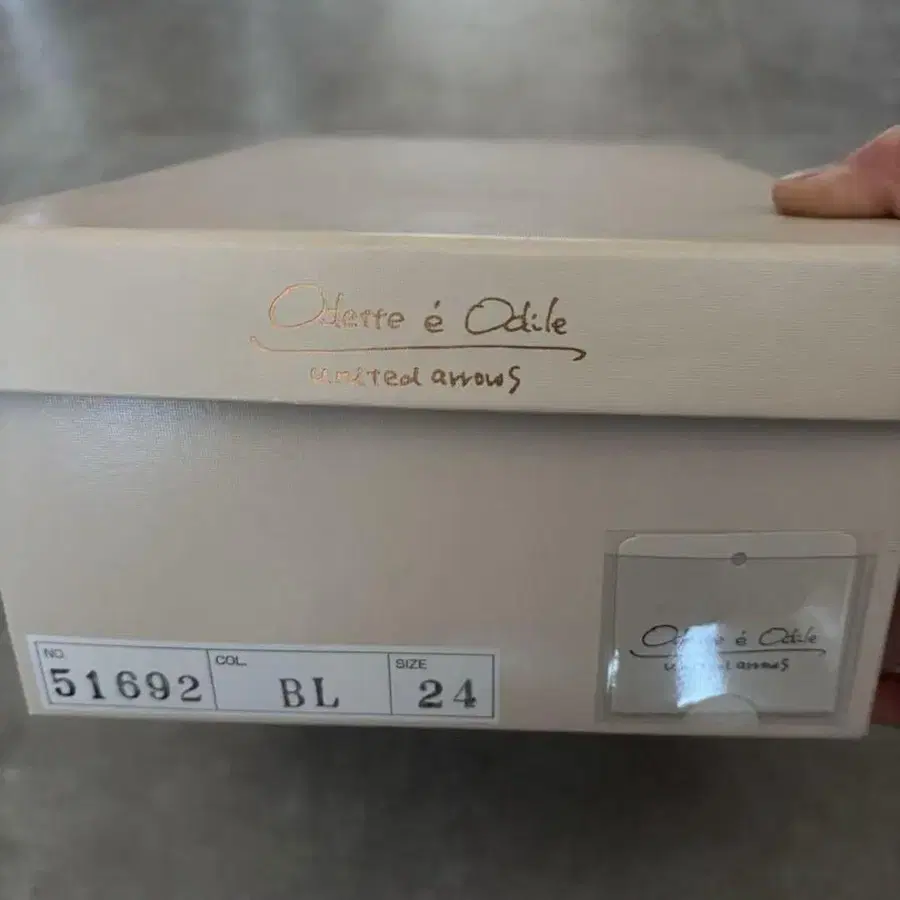 Odette é Odile
united arrows
NO. COL. SIZE
51692 BL 24
Odette é Odile
united arrows